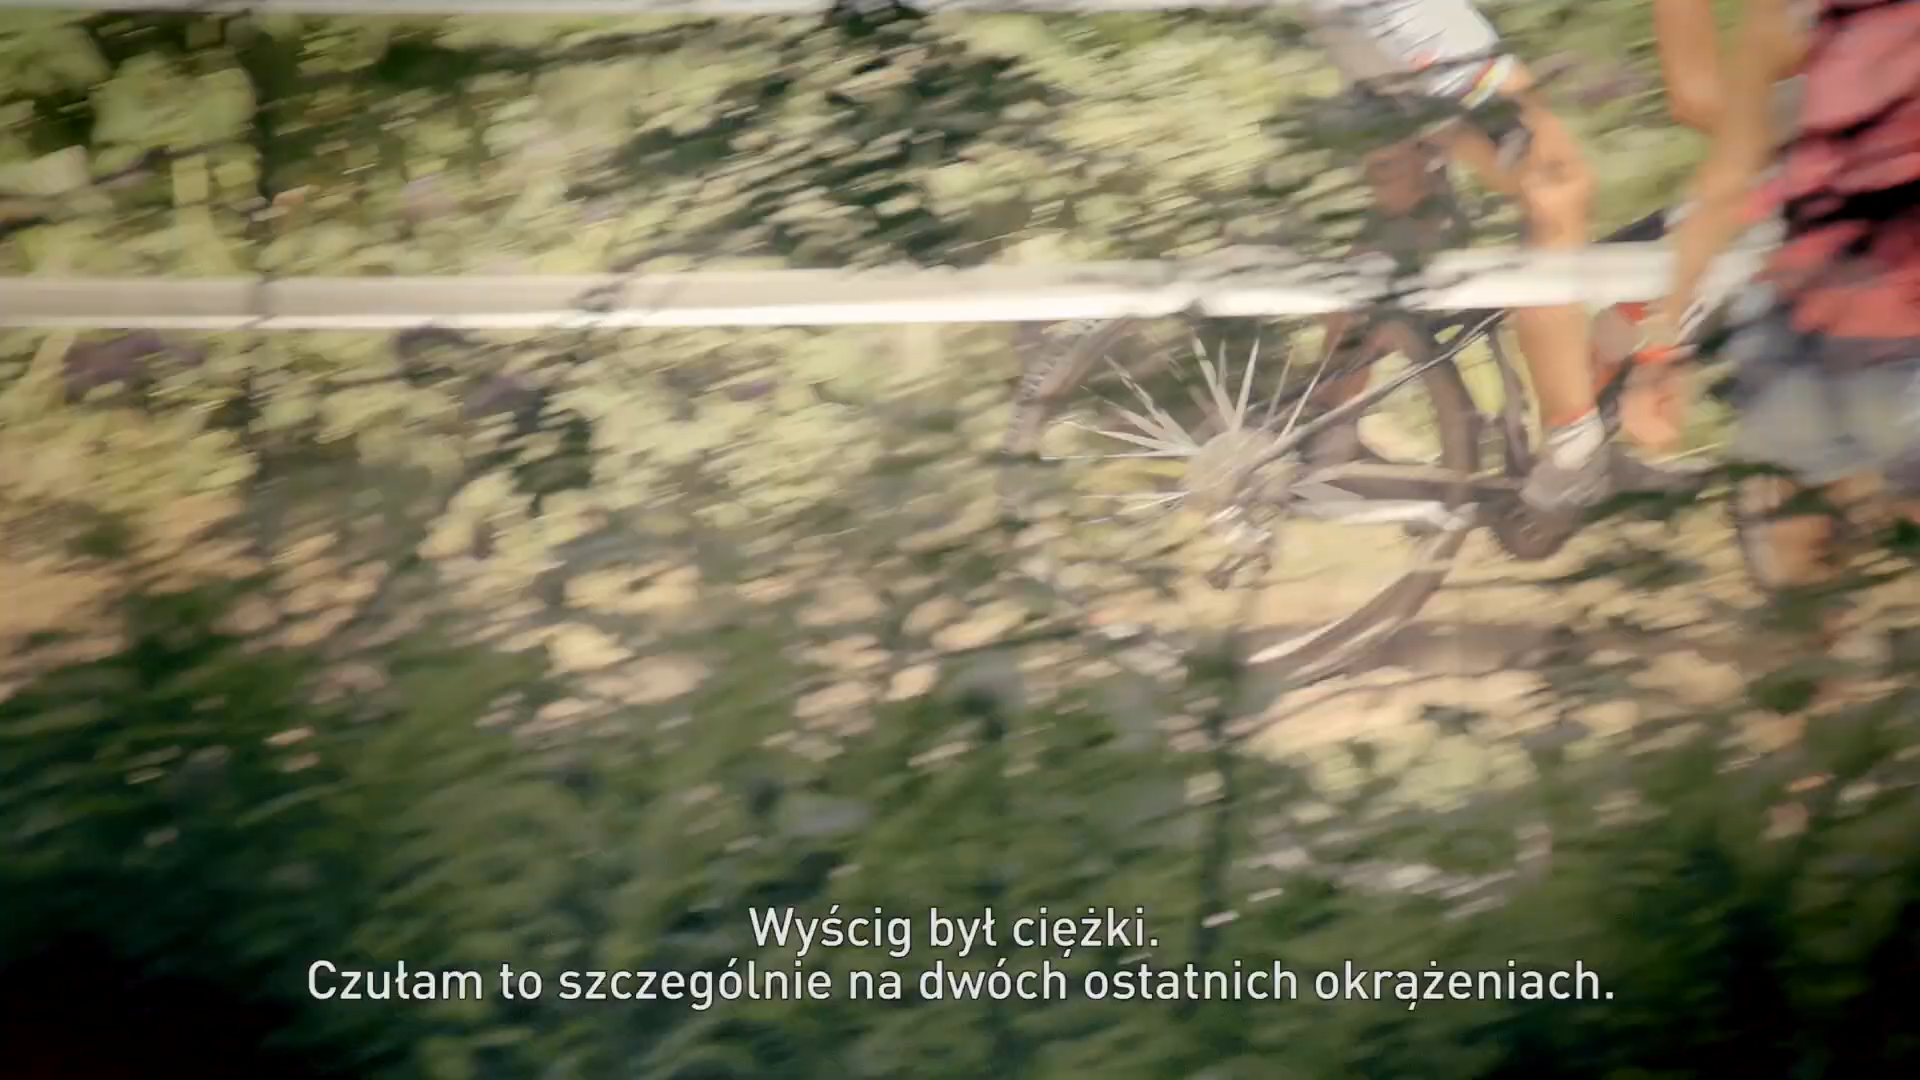 Wyścig był ciężki.
Czułam to szczególnie na dwóch ostatnich okrążeniach.